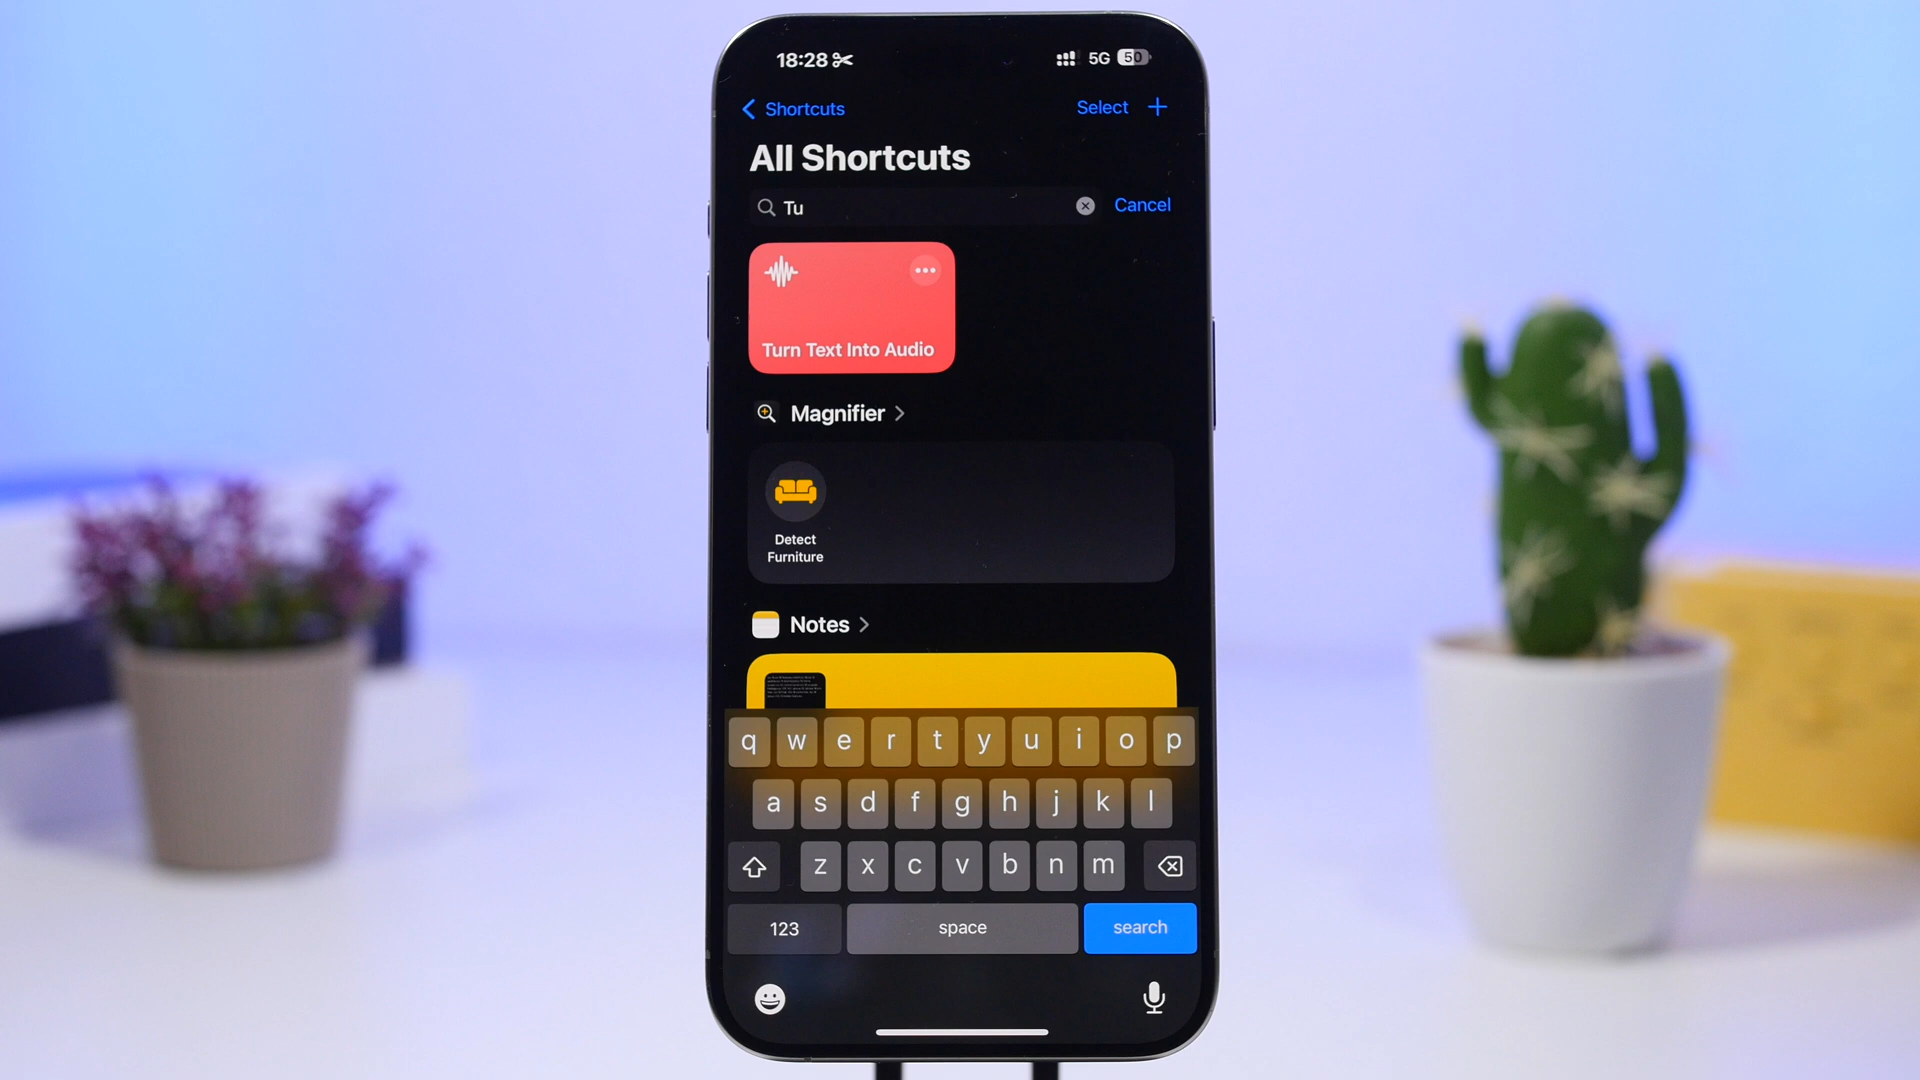 18:28 5G 50
Shortcuts Select
All Shortcuts
Tu Cancel
Turn Text Into Audio
Magnifier
Detect
Furniture
Notes
q w e r t y u i o p
a s d f g h j k l
z x c v b n m
123 space search